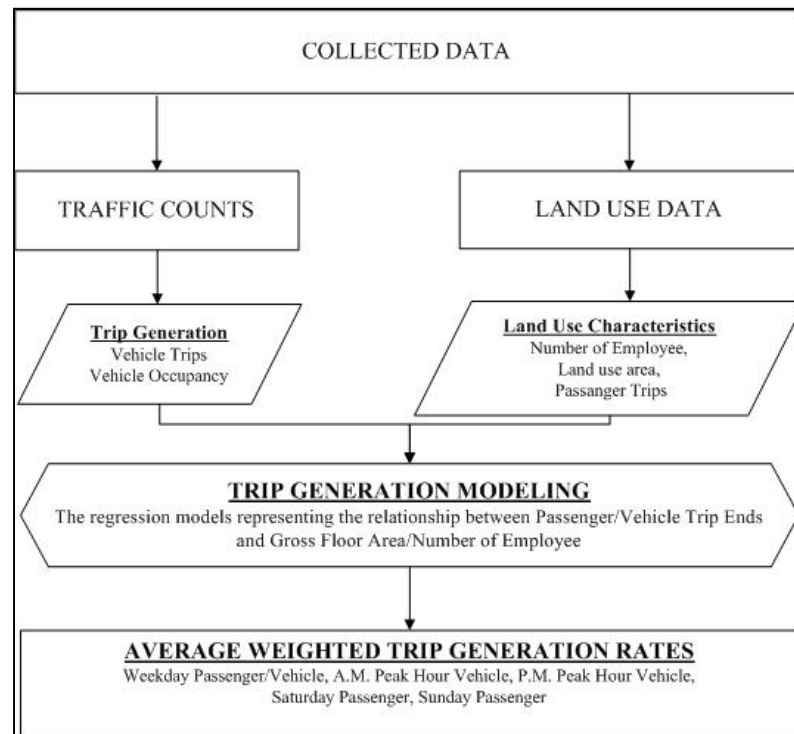 COLLECTED DATA
TRAFFIC COUNTS
LAND USE DATA
Trip Generation
Vehicle Trips
Vehicle Occupancy
Land Use Characteristics
Number of Employee,
Land use area,
Passanger Trips
TRIP GENERATION MODELING
The regression models representing the relationship between Passenger/Vehicle Trip Ends
and Gross Floor Area/Number of Employee
AVERAGE WEIGHTED TRIP GENERATION RATES
Weekday Passenger/Vehicle, A.M. Peak Hour Vehicle, P.M. Peak Hour Vehicle,
Saturday Passenger, Sunday Passenger